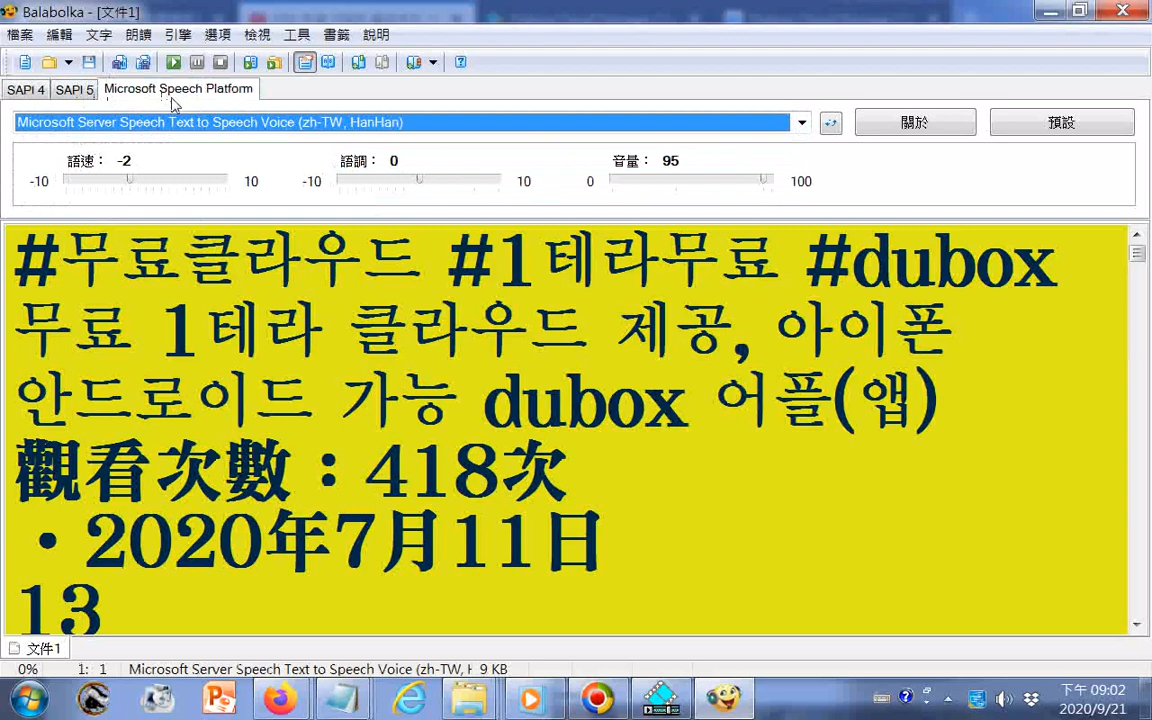 Balabolka - [文件1]
檔案 編輯 文字 朗讀 引擎 選項 檢視 工具 書籤 說明
SAPI 4 SAPI 5 Microsoft Speech Platform
Microsoft Server Speech Text to Speech Voice (zh-TW, HanHan) 關於 預設
語速： -2 語調： 0 音量： 95
-10 10 -10 10 0 100
#무료클라우드 #1테라무료 #dubox
무료 1테라 클라우드 제공, 아이폰
안드로이드 가능 dubox 어플(앱)
觀看次數：418次
•2020年7月11日
13
文件1
0% 1: 1 Microsoft Server Speech Text to Speech Voice (zh-TW, H 9 KB
下午 09:02
2020/9/21